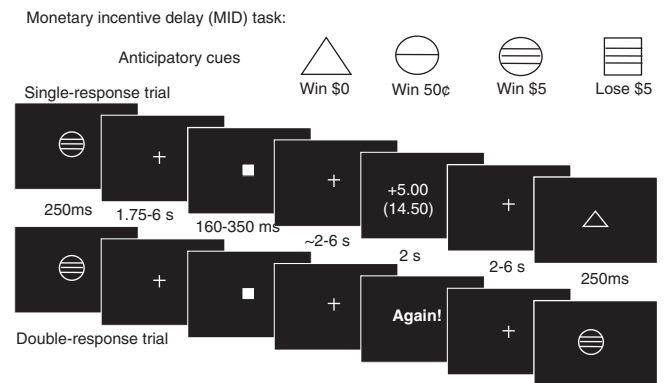 Monetary incentive delay (MID) task:
Anticipatory cues
Win $0 Win 50¢ Win $5 Lose $5
Single-response trial
+5.00
(14.50)
250ms 1.75-6 s 160-350 ms ~2-6 s 2 s 2-6 s 250ms
Again!
Double-response trial